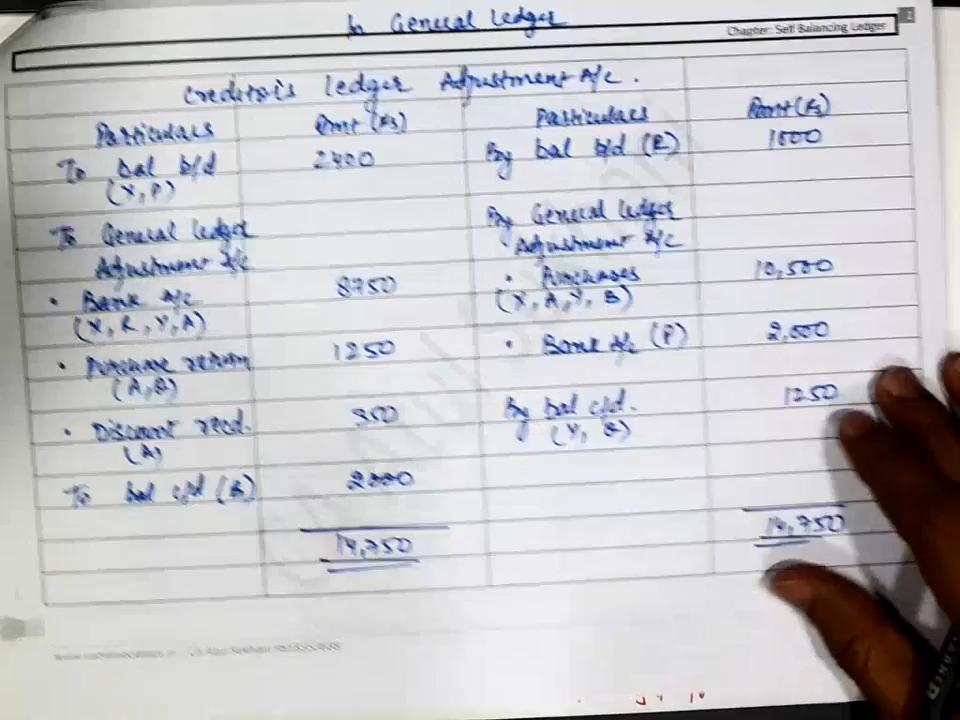 In General Ledger
Chapter: Self Balancing Ledger
Creditors ledger Adjustment A/c.
Particulars Amt (Rs) Particulars Amt (Rs)
To bal b/d 2400 By bal b/d (R) 1000
(X, P)
To General ledger By General ledger
Adjustment A/c Adjustment A/c
• Bank A/c 8750 • Purchases 10,500
(X, R, Y, A) (X, A, Y, B)
• Purchase return 1250 • Bank A/c (P) 2,000
(A, B)
• Discount recd. 350 By bal c/d. 1250
(A) (Y, B)
To bal c/d (B) 2000
14,750 14,750